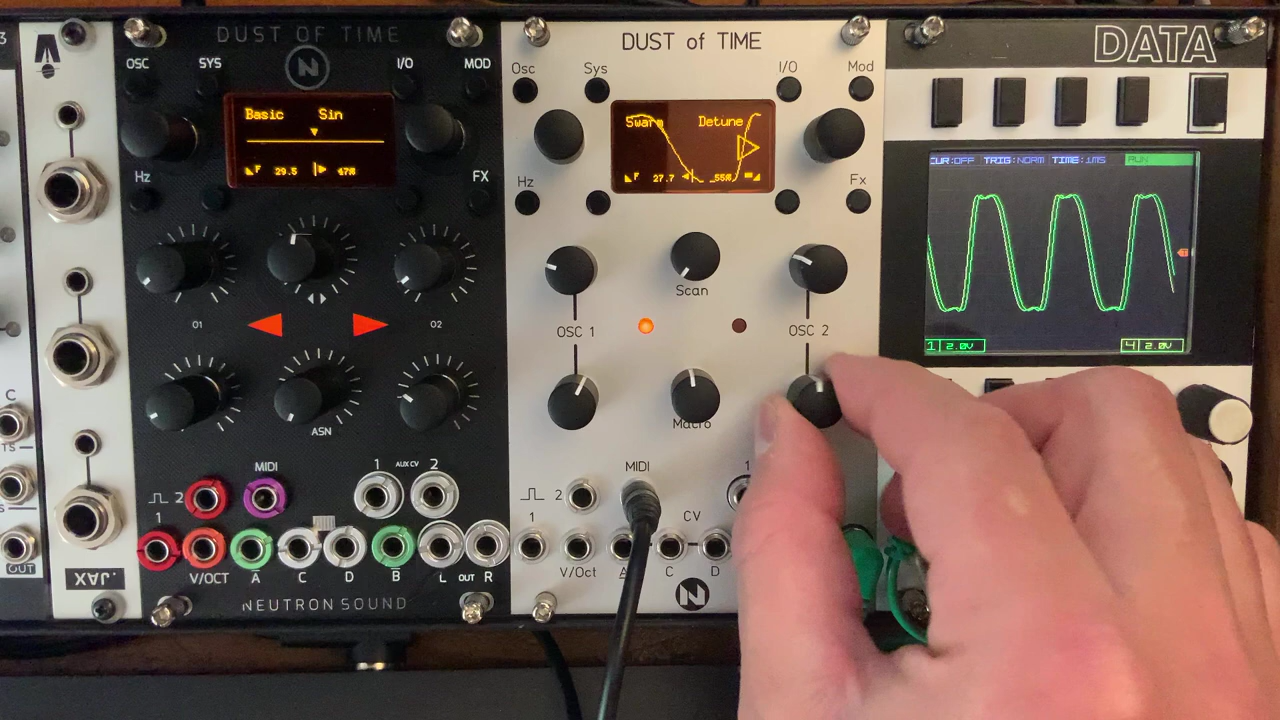 3
DUST OF TIME
N
OSC SYS I/O MOD
Basic Sin
F 29.5 47%
Hz FX
O1 O2
ASN
MIDI 1 AUX CV 2
2
1
V/OCT A C D B L OUT R
NEUTRON SOUND
C
OUT
JAX.
DUST of TIME
Osc Sys I/O Mod
Swarm Detune
F 27.7 55%
Hz Fx
Scan
OSC 1 OSC 2
Macro
MIDI 1
2
1 CV
V/Oct A C D
N
DATA
CUR:OFF TRIG:NORM TIME:1MS RUN
1 2.0V 4 2.0V